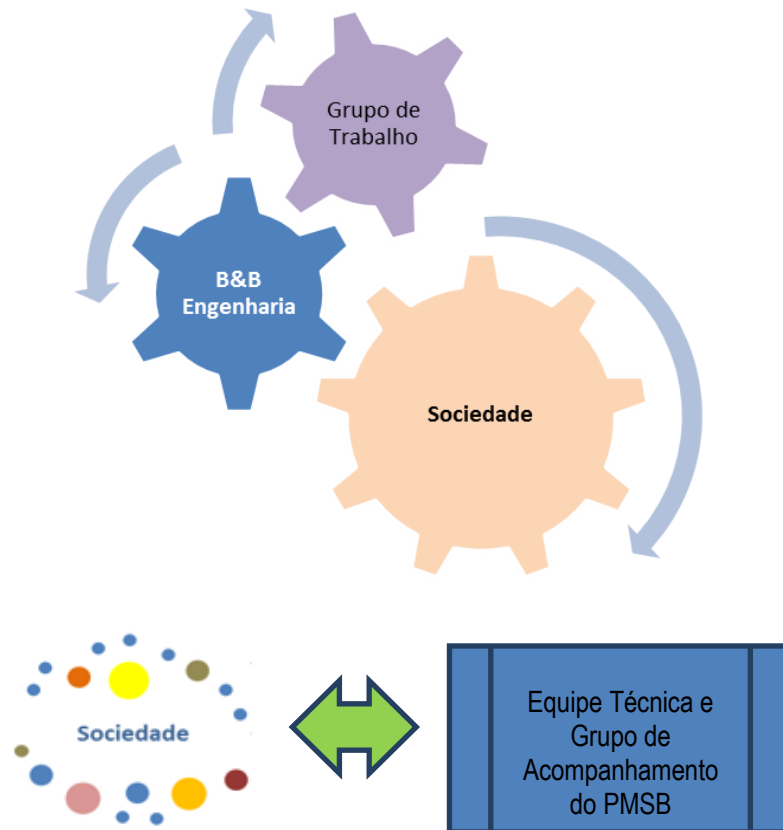 Grupo de
Trabalho
B&B
Engenharia
Sociedade
Sociedade
Equipe Técnica e
Grupo de
Acompanhamento
do PMSB